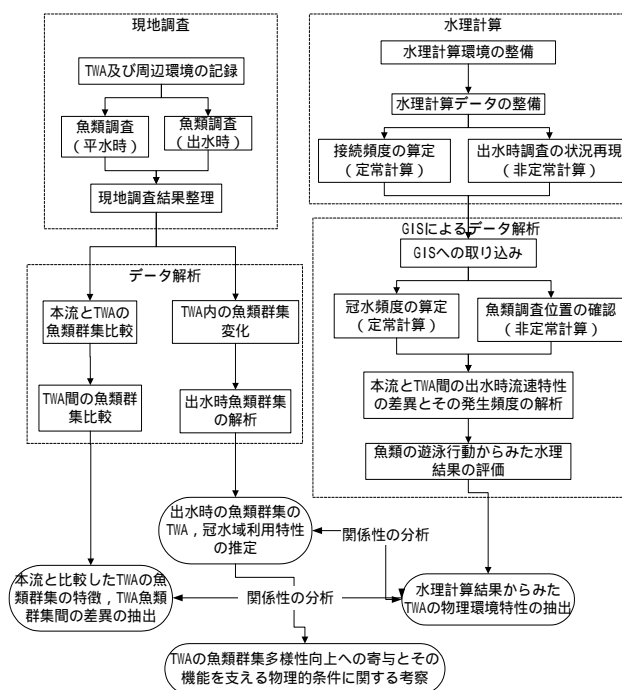 現地調査
TWA及び周辺環境の記録
魚類調査
(平水時)
魚類調査
(出水時)
現地調査結果整理
データ解析
本流とTWAの
魚類群集比較
TWA内の魚類群集
変化
TWA間の魚類群
集比較
出水時魚類群集
の解析
水理計算
水理計算環境の整備
水理計算データの整備
接続頻度の算定
(定常計算)
出水時調査の状況再現
(非定常計算)
GISによるデータ解析
GISへの取り込み
冠水頻度の算定
(定常計算)
魚類調査位置の確認
(非定常計算)
本流とTWA間の出水時流速特性
の差異とその発生頻度の解析
魚類の遊泳行動からみた水理
結果の評価
出水時の魚類群集の
TWA,冠水域利用特性
の推定
関係性の分析
本流と比較したTWAの魚
類群集の特徴,TWA魚類
群集間の差異の抽出
関係性の分析
水理計算結果からみた
TWAの物理環境特性の抽出
TWAの魚類群集多様性向上への寄与とその
機能を支える物理的条件に関する考察